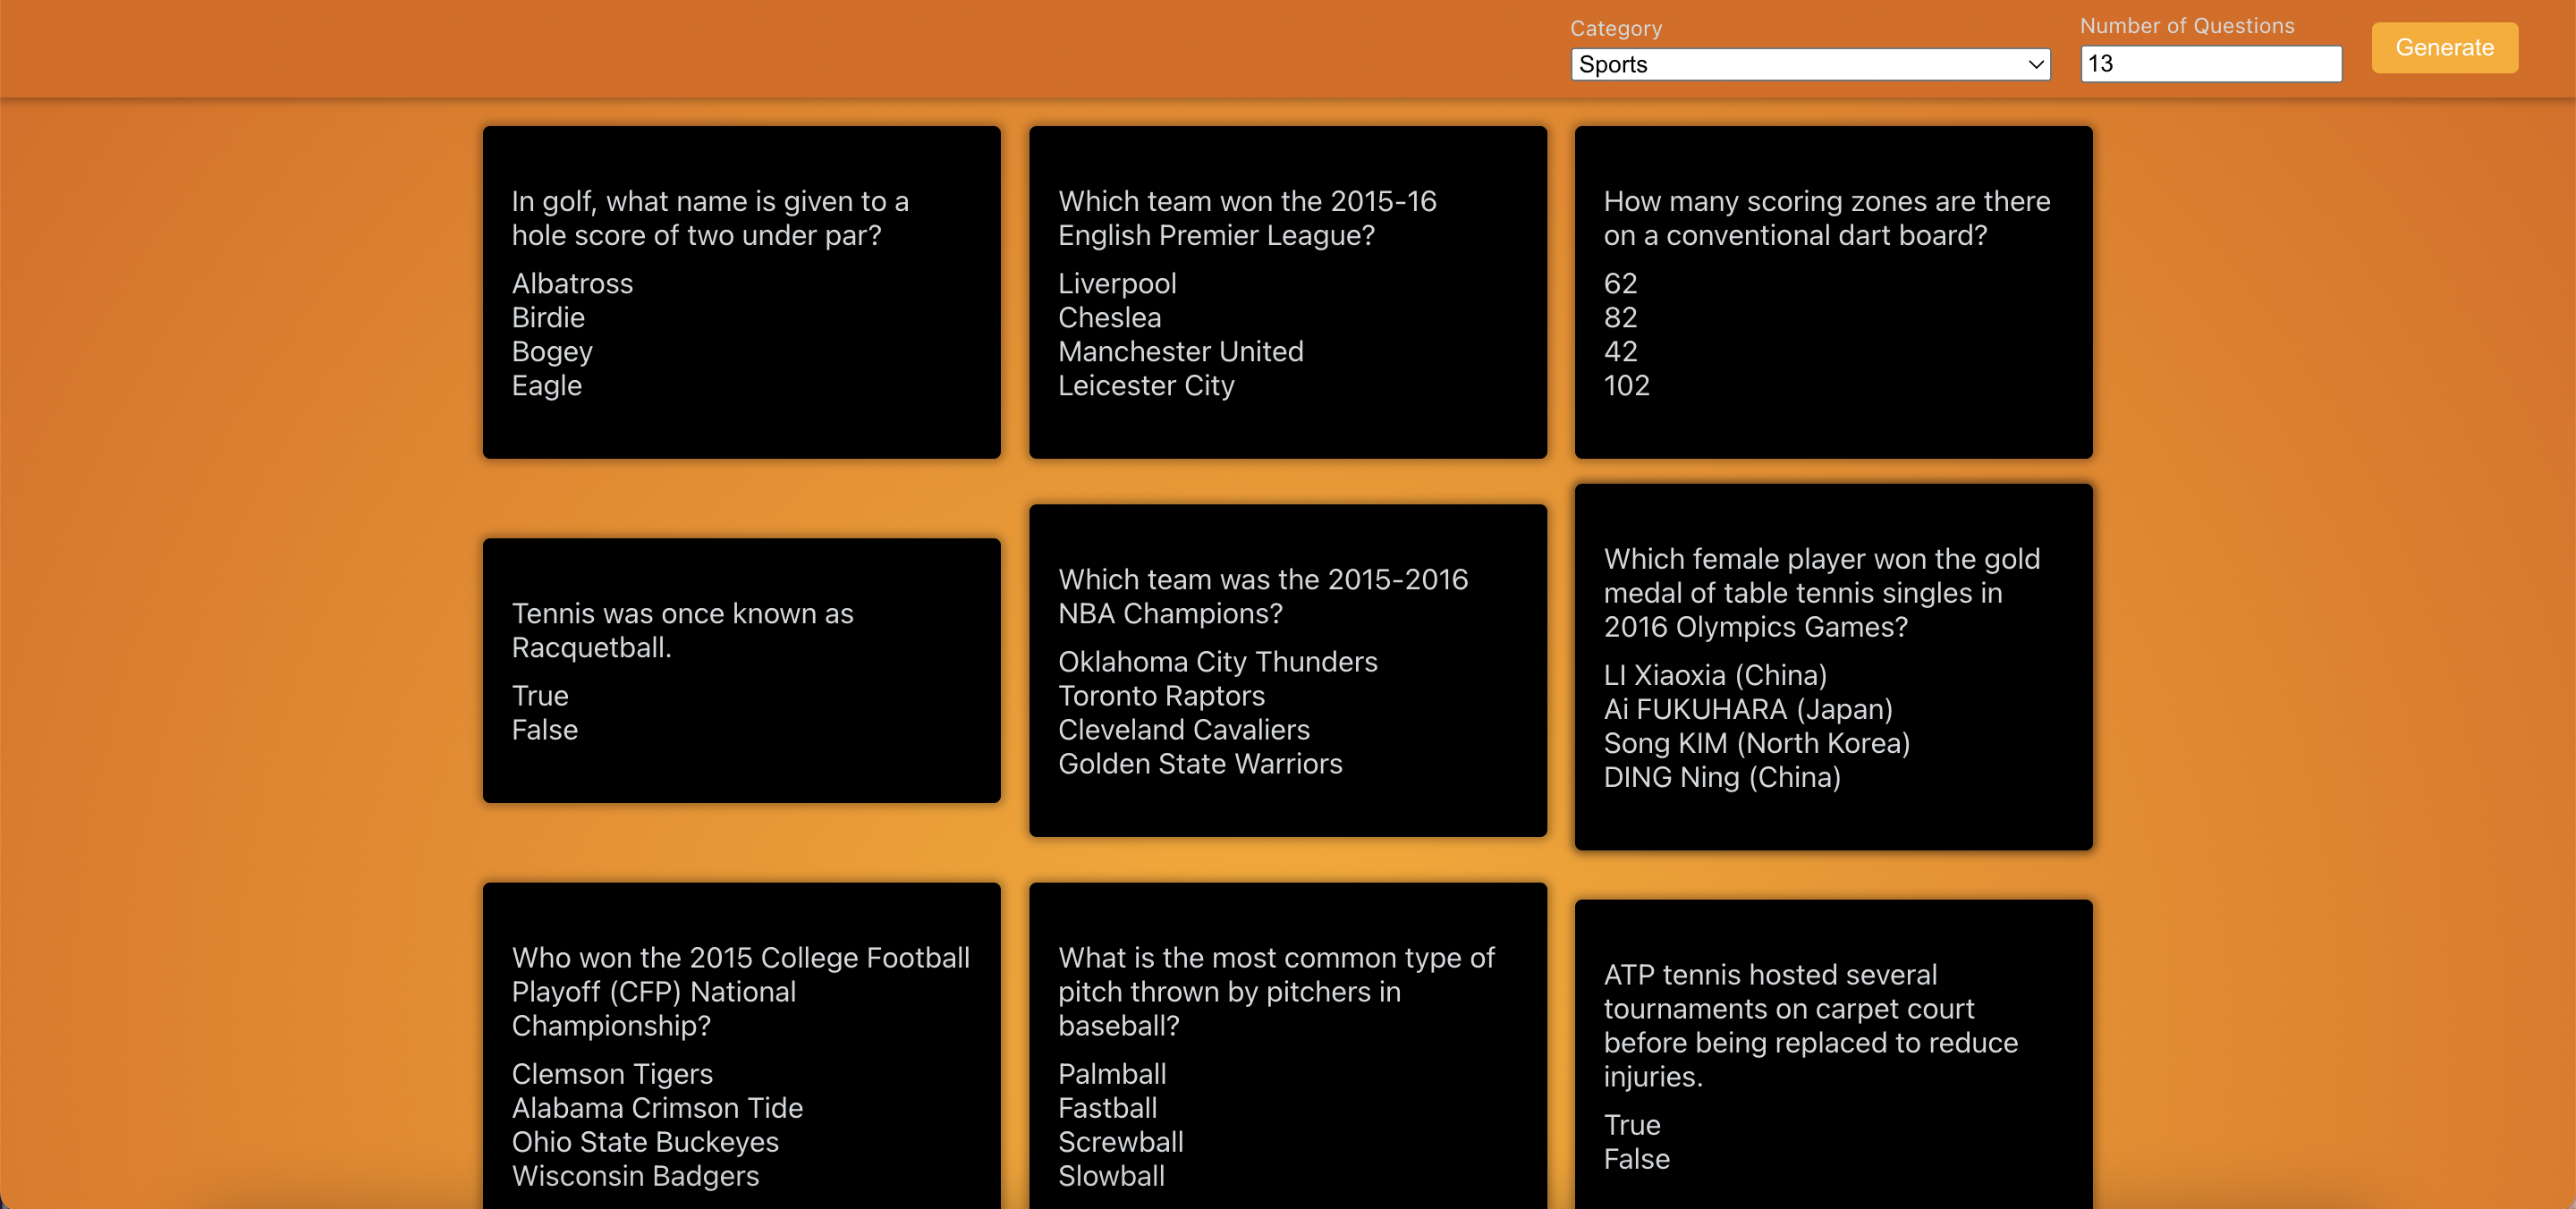 Category
Sports
Number of Questions
13
Generate
In golf, what name is given to a
hole score of two under par?
Albatross
Birdie
Bogey
Eagle
Which team won the 2015-16
English Premier League?
Liverpool
Cheslea
Manchester United
Leicester City
How many scoring zones are there
on a conventional dart board?
62
82
42
102
Tennis was once known as
Racquetball.
True
False
Which team was the 2015-2016
NBA Champions?
Oklahoma City Thunders
Toronto Raptors
Cleveland Cavaliers
Golden State Warriors
Which female player won the gold
medal of table tennis singles in
2016 Olympics Games?
LI Xiaoxia (China)
Ai FUKUHARA (Japan)
Song KIM (North Korea)
DING Ning (China)
Who won the 2015 College Football
Playoff (CFP) National
Championship?
Clemson Tigers
Alabama Crimson Tide
Ohio State Buckeyes
Wisconsin Badgers
What is the most common type of
pitch thrown by pitchers in
baseball?
Palmball
Fastball
Screwball
Slowball
ATP tennis hosted several
tournaments on carpet court
before being replaced to reduce
injuries.
True
False